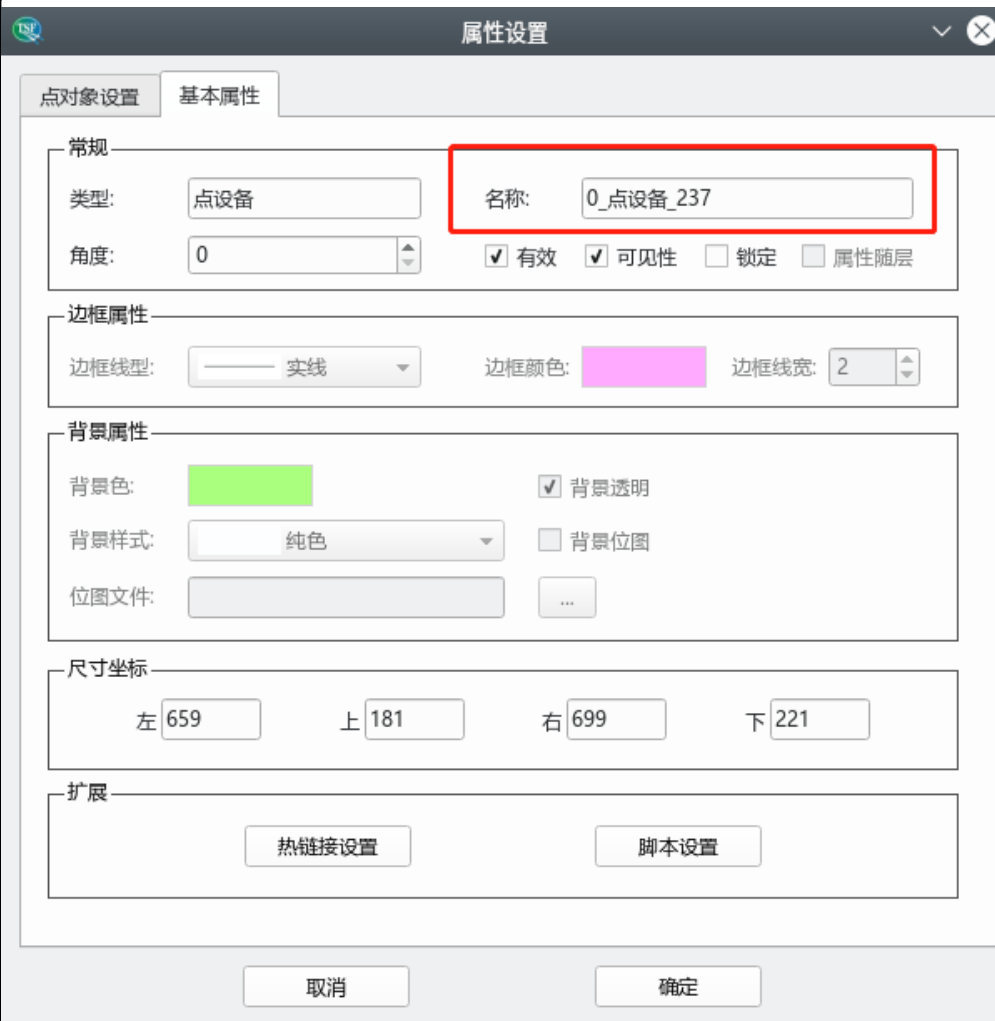 TSF
属性设置
点对象设置 基本属性
常规
类型: 点设备 名称: 0_点设备_237
角度: 0 有效 可见性 锁定 属性随层
边框属性
边框线型: 实线 边框颜色: 边框线宽: 2
背景属性
背景色: 背景透明
背景样式: 纯色 背景位图
位图文件: ...
尺寸坐标
左 659 上 181 右 699 下 221
扩展
热链接设置 脚本设置
取消 确定